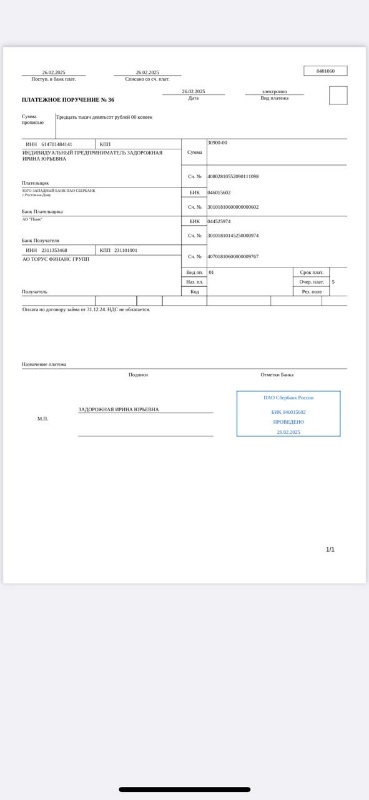 26.02.2025 26.02.2025 0401060
Поступ. в банк плат. Списано со сч. плат.
26.02.2025 электронно
ПЛАТЕЖНОЕ ПОРУЧЕНИЕ № 36 Дата Вид платежа
Сумма прописью Тридцать тысяч девятьсот рублей 00 копеек
ИНН 614701484141 КПП Сумма 30900-00
ИНДИВИДУАЛЬНЫЙ ПРЕДПРИНИМАТЕЛЬ ЗАДОРОЖНАЯ
ИРИНА ЮРЬЕВНА
Плательщик Сч. №
ЮГО-ЗАПАДНЫЙ БАНК ПАО СБЕРБАНК БИК 046015602
г Ростов-на-Дону
Банк Плательщика Сч. № 30101810600000000602
БИК 044525974
Банк Получателя Сч. № 30101810145250000974
ИНН 2311353468 КПП 231101001 Сч. №
АО ТОРУС ФИНАНС ГРУПП
Вид оп. 01 Срок плат.
Наз. пл. Очер. плат. 5
Получатель Код Рез. поле
Оплата по договору займа от 31.12.24. НДС не облагается.
Назначение платежа
Подписи Отметки Банка
ПАО Сбербанк России
ЗАДОРОЖНАЯ ИРИНА ЮРЬЕВНА БИК 046015602
М.П. ПРОВЕДЕНО
26.02.2025
1/1